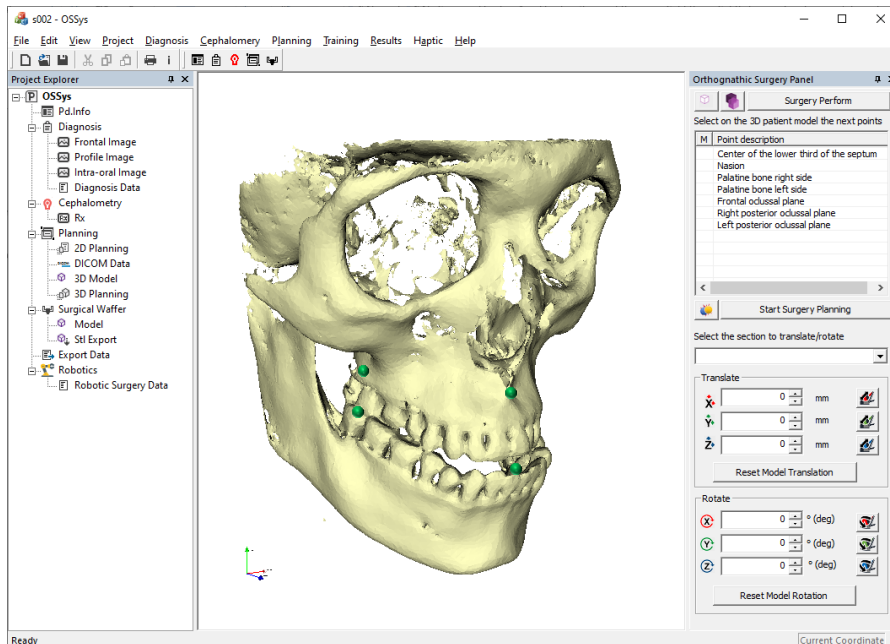 s002 - OSSys
File Edit View Project Diagnosis Cephalomery Planning Training Results Haptic Help
Project Explorer
OSSys
Pd.Info
Diagnosis
Frontal Image
Profile Image
Intra-oral Image
Diagnosis Data
Cephalometry
Rx
Planning
2D Planning
DICOM Data
3D Model
3D Planning
Surgical Waffer
Model
Stl Export
Export Data
Robotics
Robotic Surgery Data
Orthognathic Surgery Panel
Surgery Perform
Select on the 3D patient model the next points
M Point description
Center of the lower third of the septum
Nasion
Palatine bone right side
Palatine bone left side
Frontal odussal plane
Right posterior odussal plane
Left posterior odussal plane
Start Surgery Planning
Select the section to translate/rotate
Translate
X 0 mm
Y 0 mm
Z 0 mm
Reset Model Translation
Rotate
X 0 ° (deg)
Y 0 ° (deg)
Z 0 ° (deg)
Reset Model Rotation
Ready
Current Coordinate